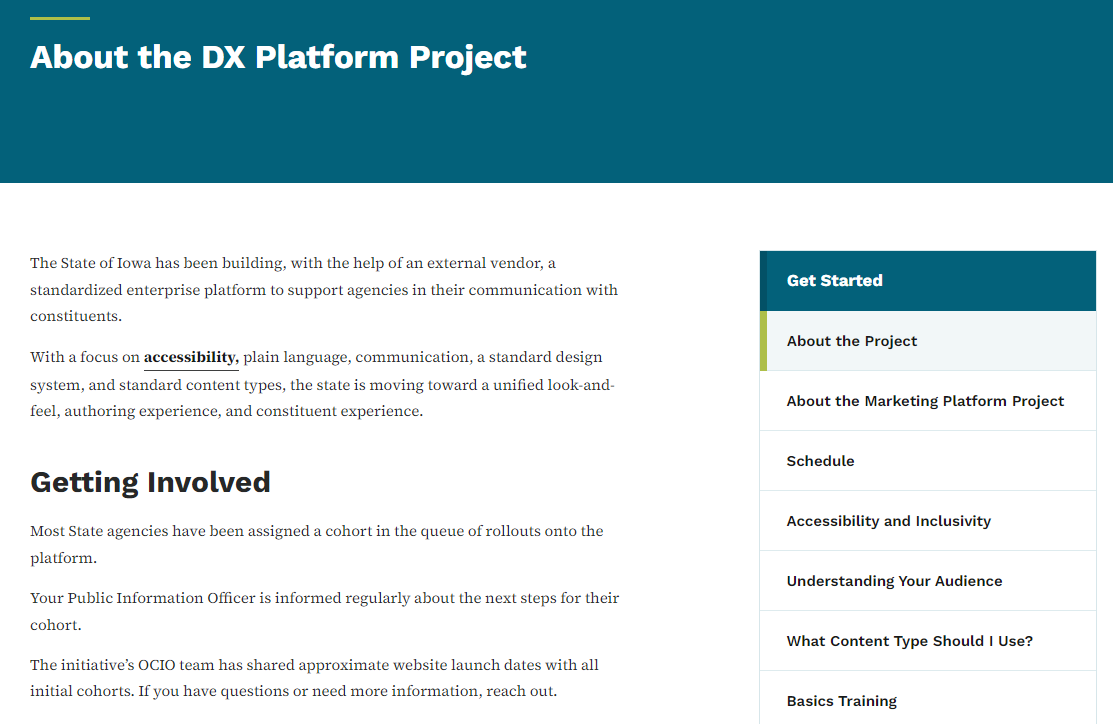 About the DX Platform Project
The State of Iowa has been building, with the help of an external vendor, a
standardized enterprise platform to support agencies in their communication with
constituents.
With a focus on accessibility, plain language, communication, a standard design
system, and standard content types, the state is moving toward a unified look-and-
feel, authoring experience, and constituent experience.
Getting Involved
Most State agencies have been assigned a cohort in the queue of rollouts onto the
platform.
Your Public Information Officer is informed regularly about the next steps for their
cohort.
The initiative’s OCIO team has shared approximate website launch dates with all
initial cohorts. If you have questions or need more information, reach out.
Get Started
About the Project
About the Marketing Platform Project
Schedule
Accessibility and Inclusivity
Understanding Your Audience
What Content Type Should I Use?
Basics Training